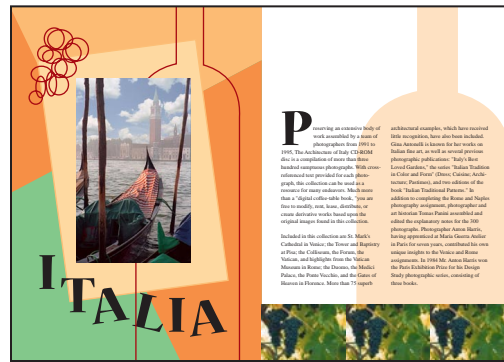 ITALIA
Preserving an extensive body of
work assembled by a team of
photographers from 1991 to
1995, The Architecture of Italy CD-ROM
disc is a compilation of more than three
hundred sumptuous photographs. With cross-
referenced text provided for each photo-
graph, this collection can be used as a
resource for many endeavors. Much more
than a "digital coffee-table book, "you are
free to modify, rent, lease, distribute, or
create derivative works based upon the
original images found in this collection.
Included in this collection are St. Mark's
Cathedral in Venice; the Tower and Baptistry
at Pisa; the Colliseum, the Forum, the
Vatican, and highlights from the Vatican
Museum in Rome; the Duomo, the Medici
Palace, the Ponte Vecchio, and the Gates of
Heaven in Florence. More than 75 superb
architectural examples, which have received
little recognition, have also been included.
Gina Antonelli is known for her works on
Italian fine art, as well as several previous
photographic publications: "Italy's Best
Loved Gardens," the series "Italian Tradition
in Color and Form" (Dress; Cuisine; Archi-
tecture; Pastimes), and two editions of the
book "Italian Traditional Patterns." In
addition to completing the Rome and Naples
photography assignment, photographer and
art historian Tomas Panini assembled and
edited the explanatory notes for the 300
photographs. Photographer Anton Harris,
having apprenticed at Maria Guerta Atelier
in Paris for seven years, contributed his own
unique insights to the Venice and Rome
assignments. In 1984 Mr. Anton Harris won
the Paris Exhibition Prize for his Design
Study photographic series, consisting of
three books.